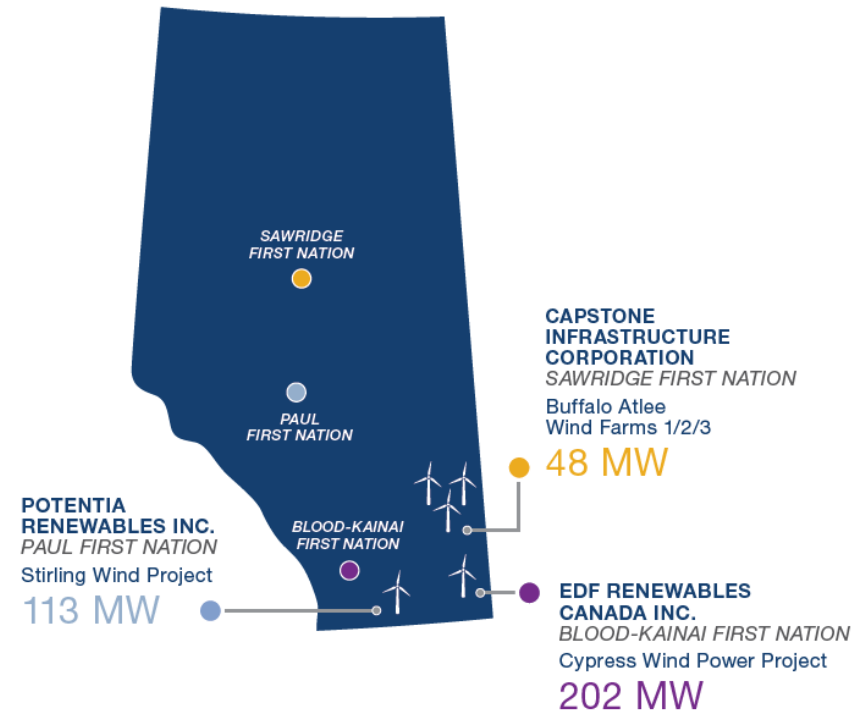 SAWRIDGE
FIRST NATION
PAUL
FIRST NATION
BLOOD-KAINAI
FIRST NATION
CAPSTONE
INFRASTRUCTURE
CORPORATION
SAWRIDGE FIRST NATION
Buffalo Atlee
Wind Farms 1/2/3
48 MW
POTENTIA
RENEWABLES INC.
PAUL FIRST NATION
Stirling Wind Project
113 MW
EDF RENEWABLES
CANADA INC.
BLOOD-KAINAI FIRST NATION
Cypress Wind Power Project
202 MW